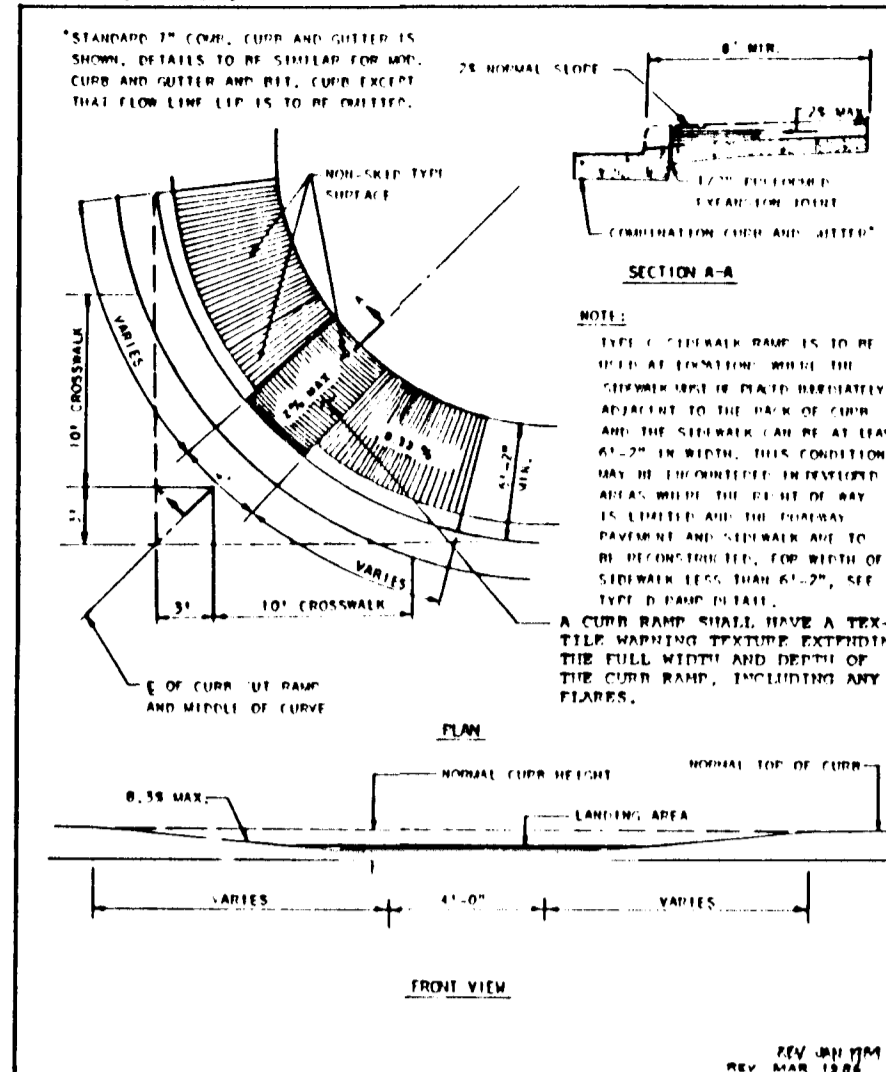 *STANDARD 7" COMB. CURB AND GUTTER IS
SHOWN, DETAILS TO BE SIMILAR FOR MOD.
CURB AND GUTTER AND BIT. CURB EXCEPT
THAT FLOW LINE LIP IS TO BE OMITTED.
2% NORMAL SLOPE
MIN.
2% MAX
NON-SKID TYPE
SURFACE
1/2" PREFORMED
EXPANSION JOINT
COMBINATION CURB AND GUTTER*
SECTION A-A
NOTE:
TYPE C SIDEWALK RAMP IS TO BE
USED AT LOCATIONS WHERE THE
SIDEWALK MUST BE PLACED IMMEDIATELY
ADJACENT TO THE BACK OF CURB
AND THE SIDEWALK CAN BE AT LEAS
6'-2" IN WIDTH. THIS CONDITION
MAY BE ENCOUNTERED IN DEVELOPED
AREAS WHERE THE RIGHT OF WAY
IS LIMITED AND THE ROADWAY
PAVEMENT AND SIDEWALK ARE TO
BE RECONSTRUCTED. FOR WIDTH OF
SIDEWALK LESS THAN 6'-2", SEE
TYPE D RAMP DETAIL.
VARIES
10' CROSSWALK
2% MAX
A
6'-2"
MIN.
3'
VARIES
3'
10' CROSSWALK
A CURB RAMP SHALL HAVE A TEX-
TILE WARNING TEXTURE EXTENDIN
THE FULL WIDTH AND DEPTH OF
THE CURB RAMP, INCLUDING ANY
FLARES.
OF CURB CUT RAMP
AND MIDDLE OF CURVE
PLAN
NORMAL CURB HEIGHT
NORMAL TOP OF CURB
8.3% MAX.
LANDING AREA
VARIES
4'-0"
VARIES
FRONT VIEW
REV JAN
REV. MAR.